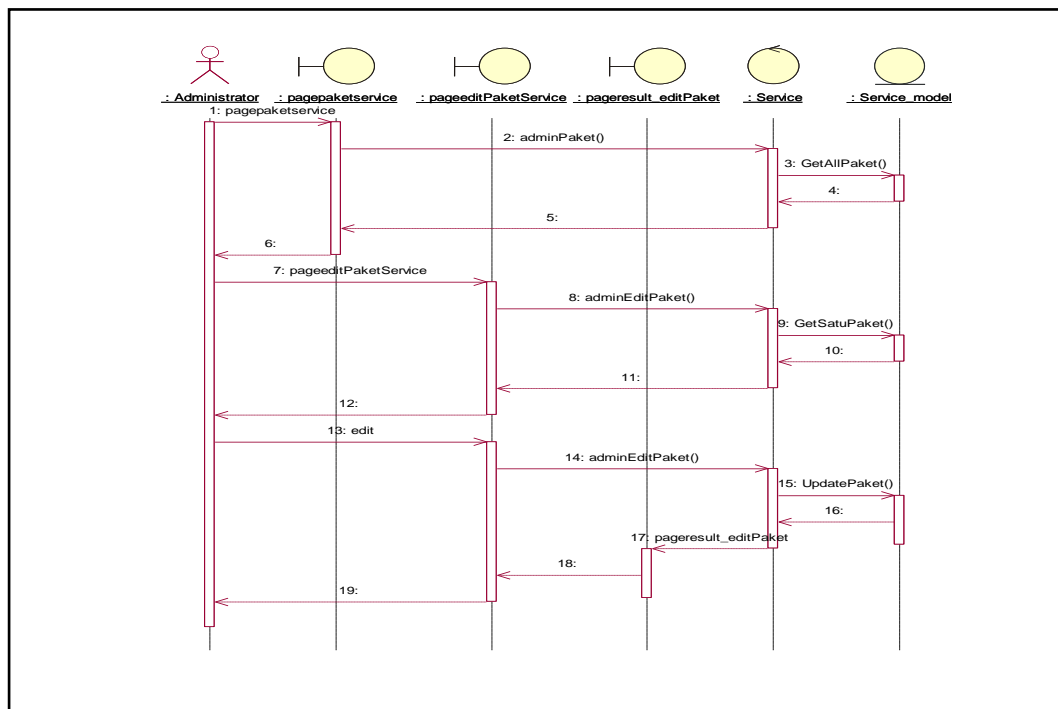 : Administrator : pagepaketservice : pageeditPaketService : pageresult_editPaket : Service : Service_model
1: pagepaketservice
2: adminPaket()
3: GetAllPaket()
4:
5:
6:
7: pageeditPaketService
8: adminEditPaket()
9: GetSatuPaket()
10:
11:
12:
13: edit
14: adminEditPaket()
15: UpdatePaket()
16:
17: pageresult_editPaket
18:
19: